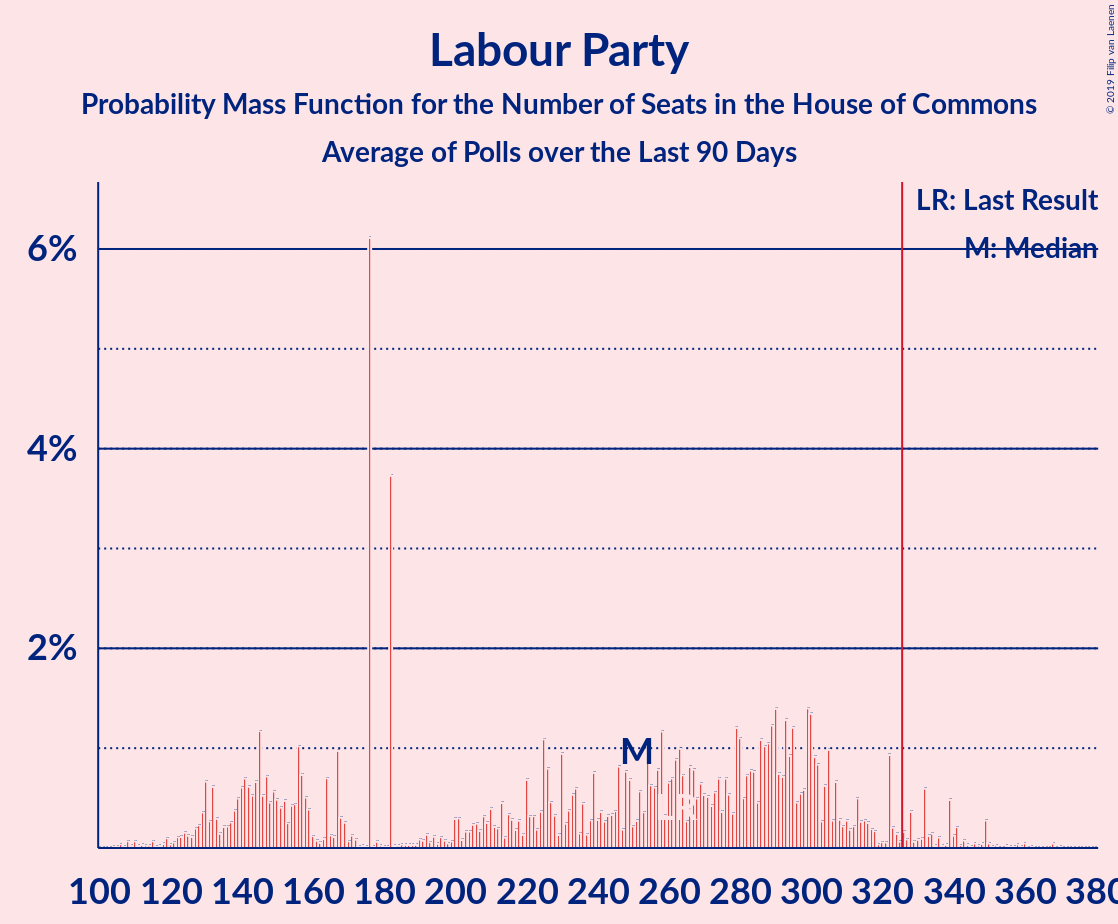 Labour Party
Probability Mass Function for the Number of Seats in the House of Commons
Average of Polls over the Last 90 Days
© 2019 Filip van Laenen
LR: Last Result
M: Median
6%
4%
2%
M
LR
100 120 140 160 180 200 220 240 260 280 300 320 340 360 380